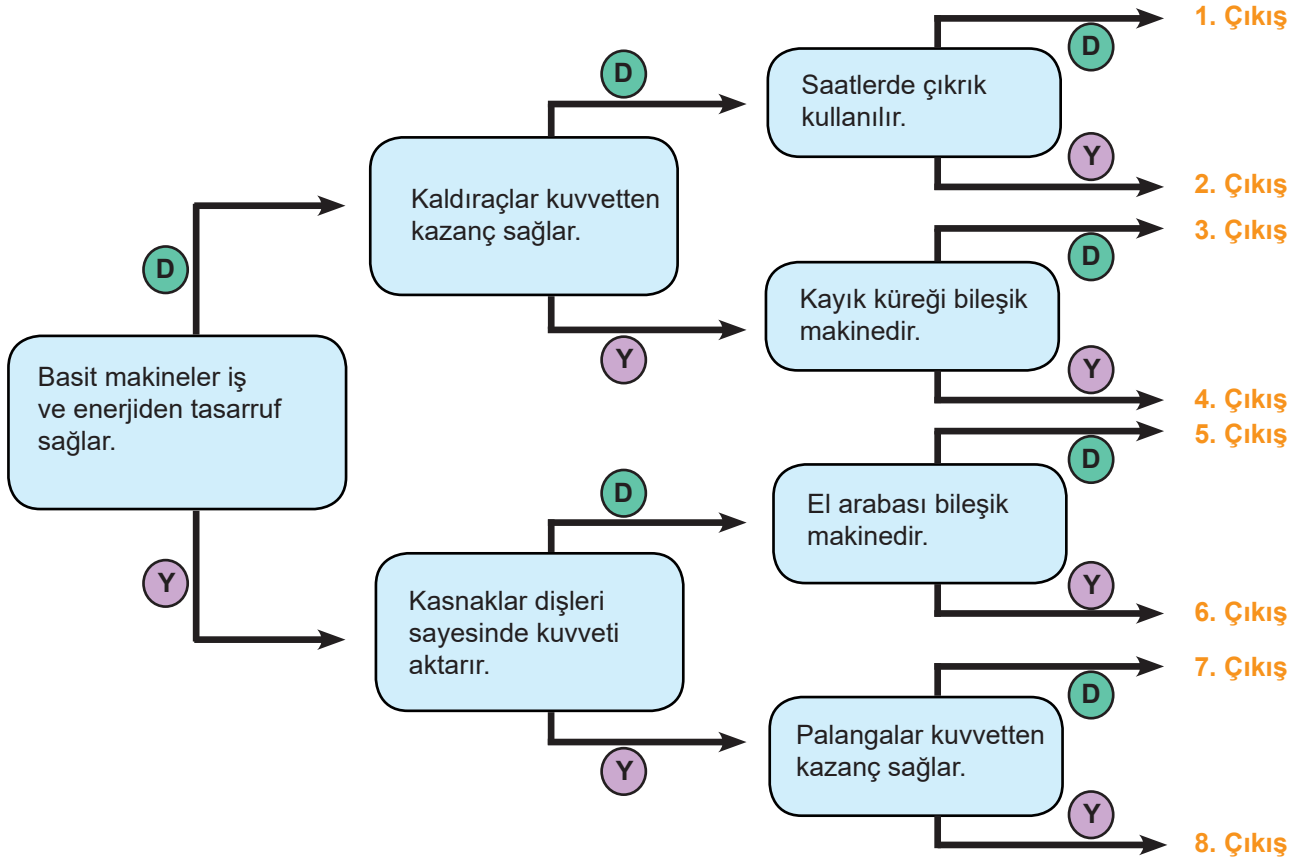 Basit makineler iş
ve enerjiden tasarruf
sağlar.
D
Y
Kaldıraçlar kuvvetten
kazanç sağlar.
D
Y
Kasnaklar dişleri
sayesinde kuvveti
aktarır.
D
Y
Saatlerde çıkrık
kullanılır.
D
Y
1. Çıkış
2. Çıkış
Kayık küreği bileşik
makinedir.
D
Y
3. Çıkış
4. Çıkış
El arabası bileşik
makinedir.
D
Y
5. Çıkış
6. Çıkış
Palangalar kuvvetten
kazanç sağlar.
D
Y
7. Çıkış
8. Çıkış